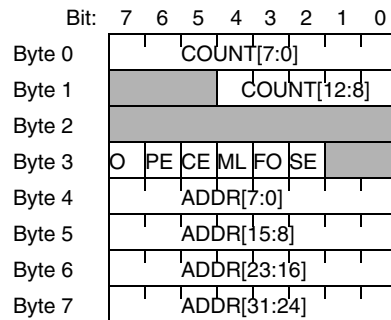 Bit: 7 6 5 4 3 2 1 0
Byte 0 COUNT[7:0]
Byte 1 COUNT[12:8]
Byte 2
Byte 3 O PE CE ML FO SE
Byte 4 ADDR[7:0]
Byte 5 ADDR[15:8]
Byte 6 ADDR[23:16]
Byte 7 ADDR[31:24]